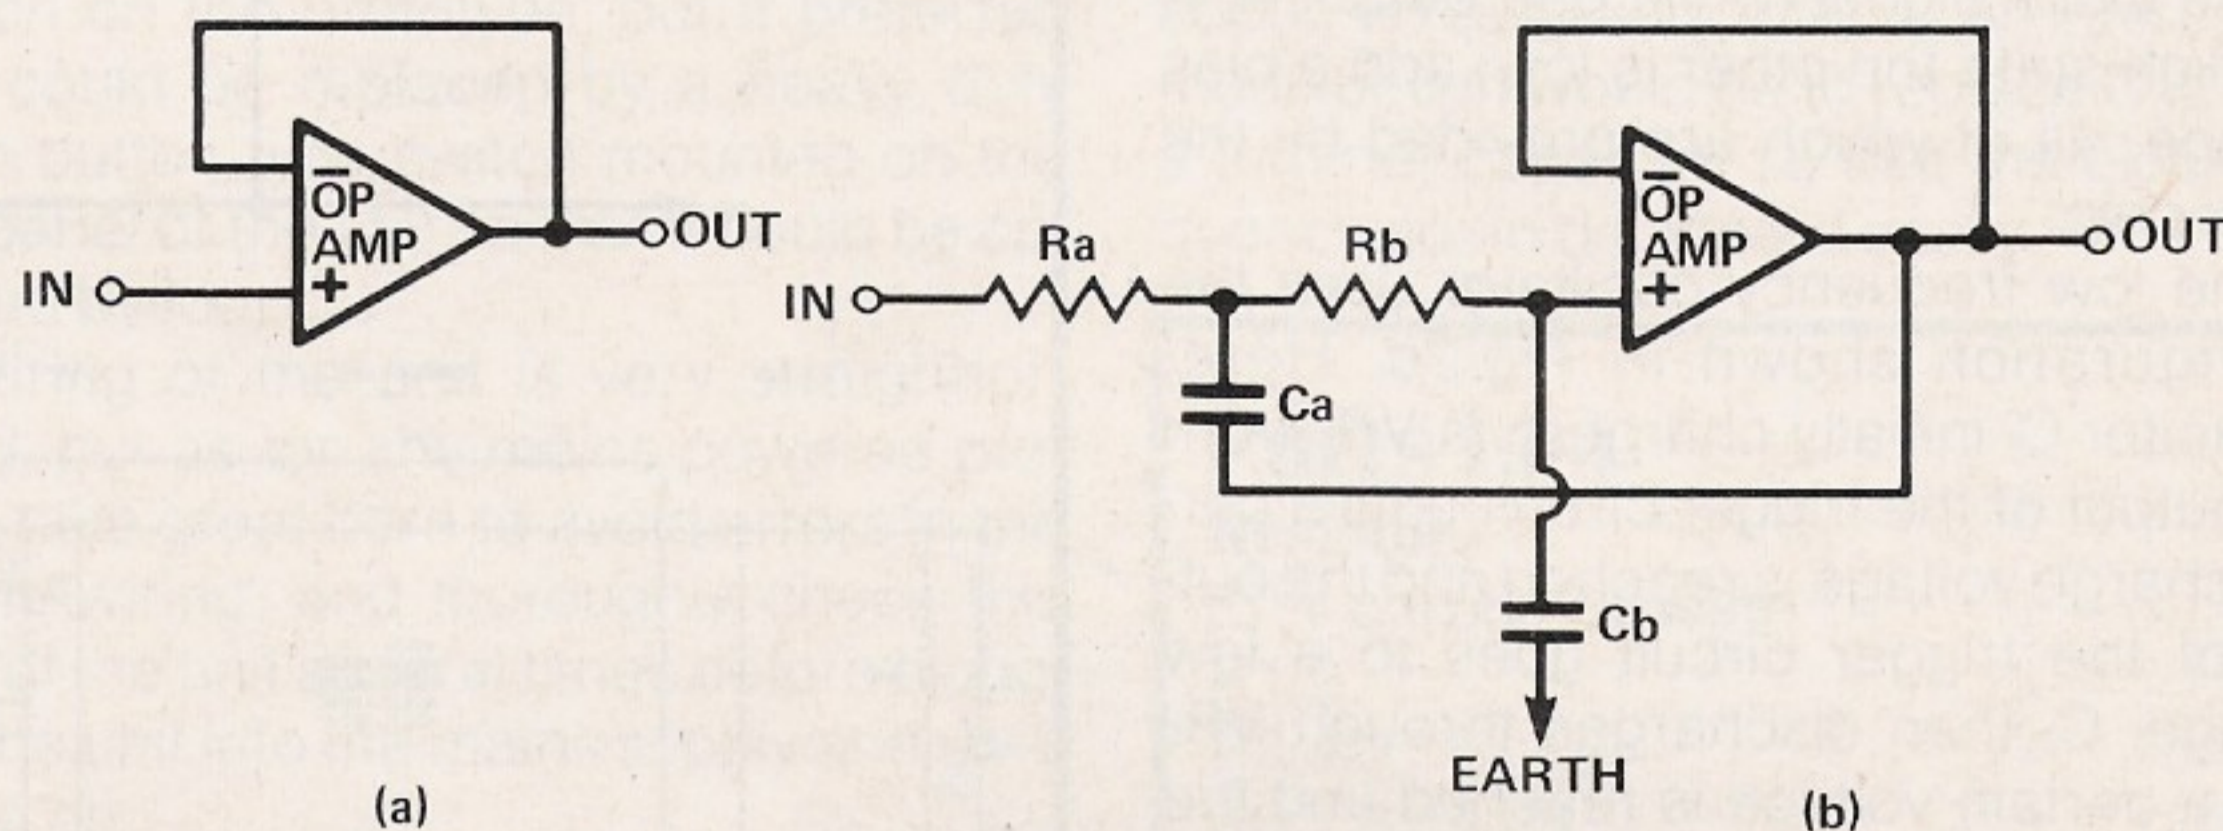 OP
AMP
+
IN
OUT
(a)
IN
Ra
Rb
Ca
Cb
EARTH
OP
AMP
+
OUT
(b)